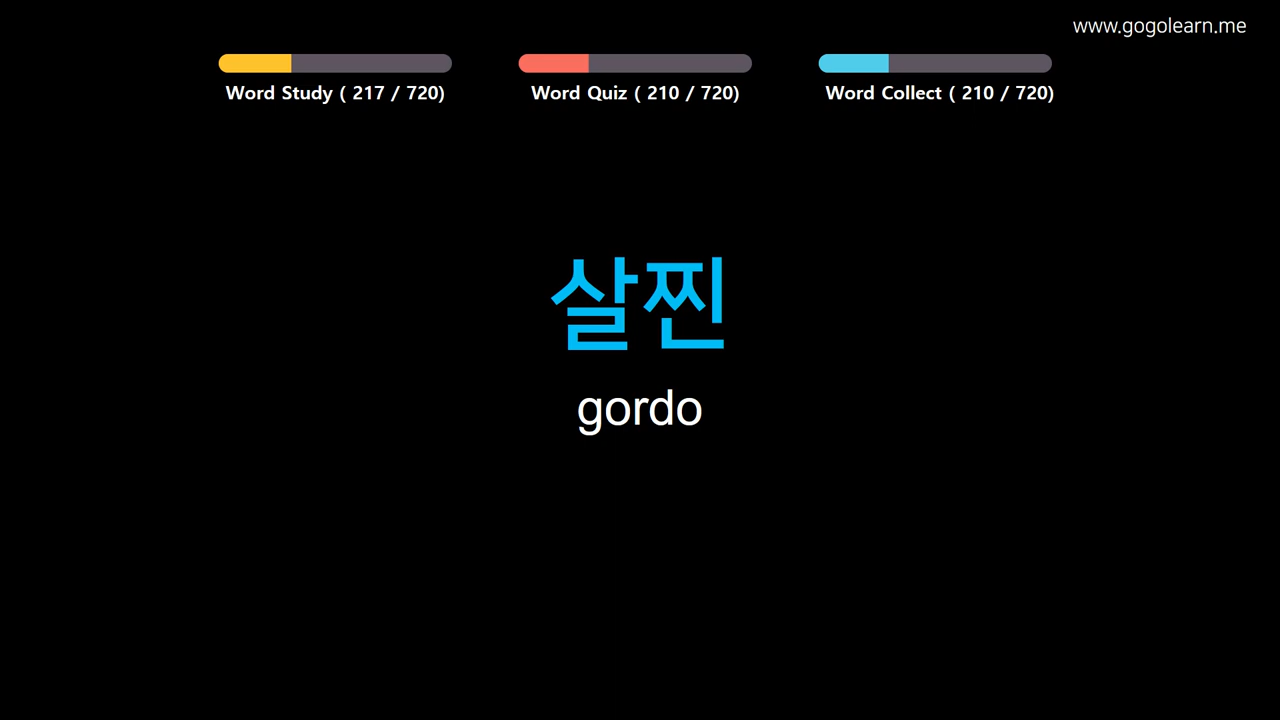 www.gogolearn.me
Word Study ( 217 / 720)
Word Quiz ( 210 / 720)
Word Collect ( 210 / 720)
살찐
gordo